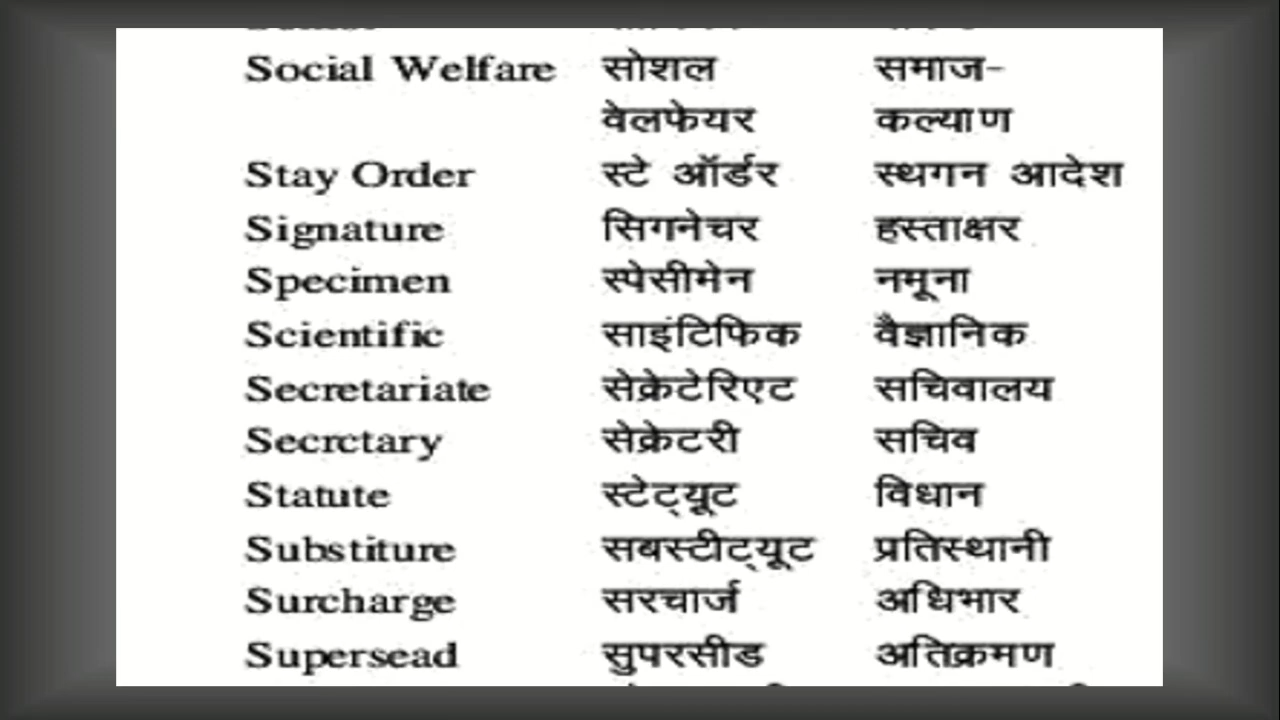 Social Welfare सोशल समाज-
वेलफेयर कल्याण
Stay Order स्टे ऑर्डर स्थगन आदेश
Signature सिगनेचर हस्ताक्षर
Specimen स्पेसीमेन नमूना
Scientific साइंटिफिक वैज्ञानिक
Secretariate सेक्रेटेरिएट सचिवालय
Secretary सेक्रेटरी सचिव
Statute स्टेट्यूट विधान
Substiture सबस्टीट्यूट प्रतिस्थानी
Surcharge सरचार्ज अधिभार
Supersead सुपरसीड अतिक्रमण